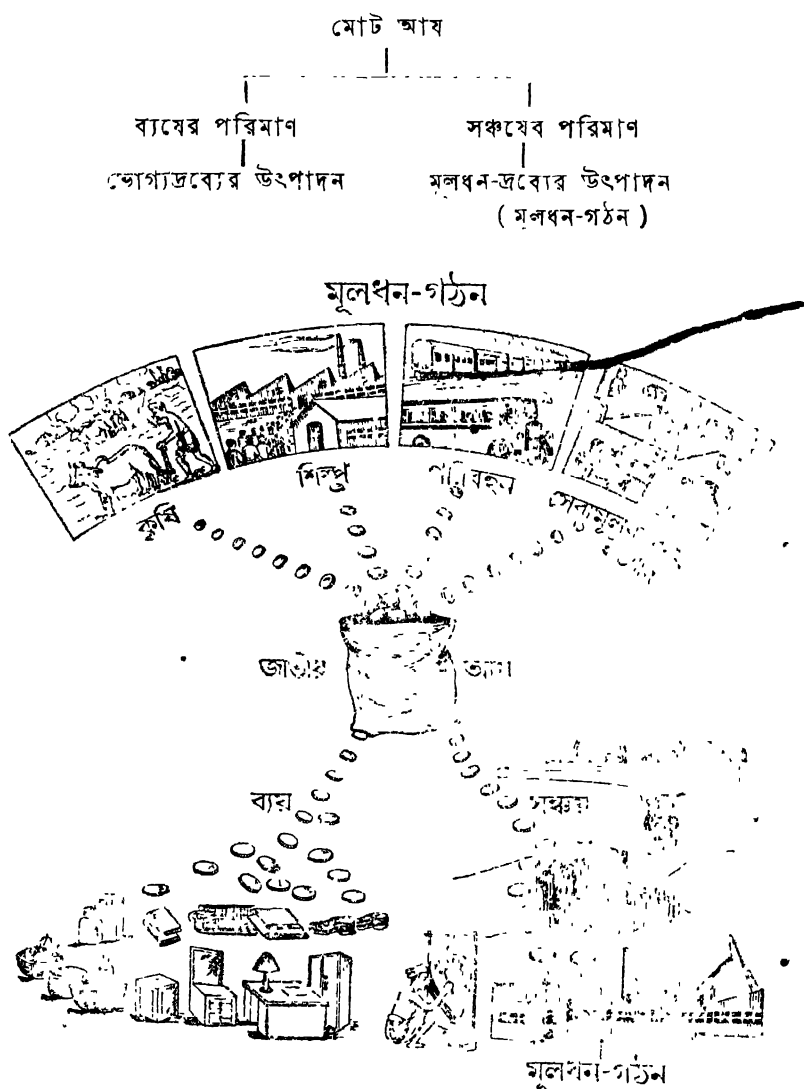 মোট আয
ব্যযের পরিমাণ সঞ্চযেব পরিমাণ
ভোগ্যদ্রব্যের উৎপাদন মূলধন-দ্রব্যের উৎপাদন
( মূলধন-গঠন )
মূলধন-গঠন
কৃষি শিল্প পরিবহন সেবামূলক
জাতীয় আয়
ব্যয় সঞ্চয়
মূলধন-গঠন